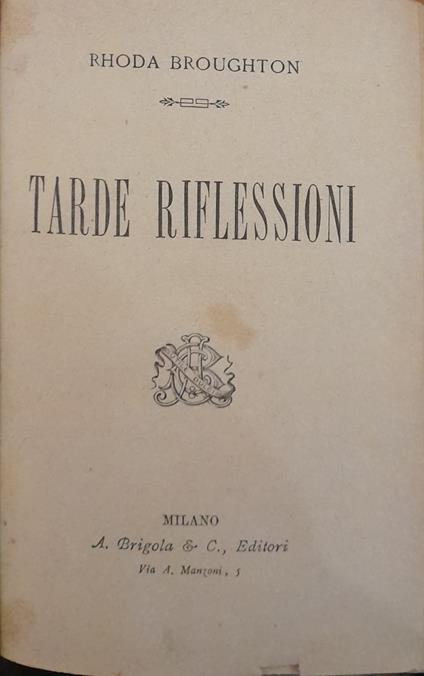 RHODA BROUGHTON
TARDE RIFLESSIONI
MILANO
A. Brigola & C., Editori
Via A. Manzoni, 5